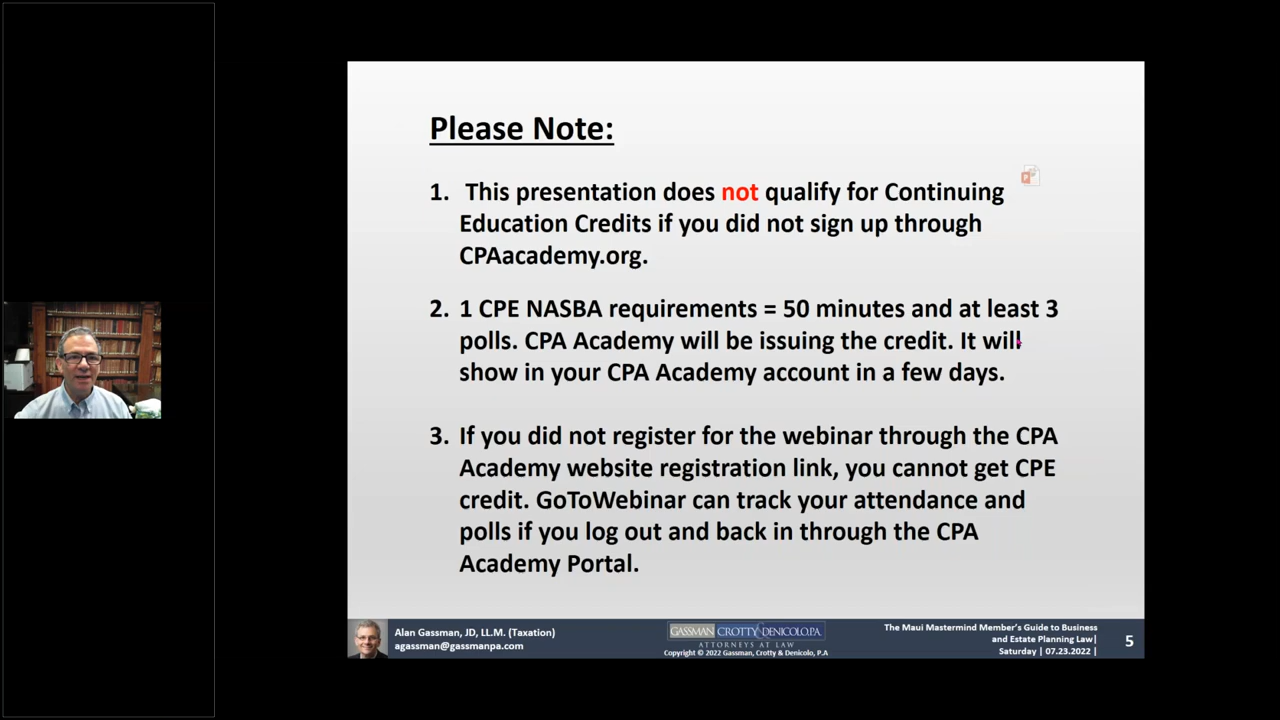 Please Note:
1. This presentation does not qualify for Continuing
Education Credits if you did not sign up through
CPAacademy.org.
2. 1 CPE NASBA requirements = 50 minutes and at least 3
polls. CPA Academy will be issuing the credit. It will
show in your CPA Academy account in a few days.
3. If you did not register for the webinar through the CPA
Academy website registration link, you cannot get CPE
credit. GoToWebinar can track your attendance and
polls if you log out and back in through the CPA
Academy Portal.
Alan Gassman, JD, LL.M. (Taxation)
agassman@gassmanpa.com
GASSMAN CROTTY & DENICOLO, P.A.
ATTORNEYS AT LAW
Copyright © 2022 Gassman, Crotty & Denicolo, P.A
The Maui Mastermind Member's Guide to Business
and Estate Planning Law|
Saturday | 07.23.2022 |
5